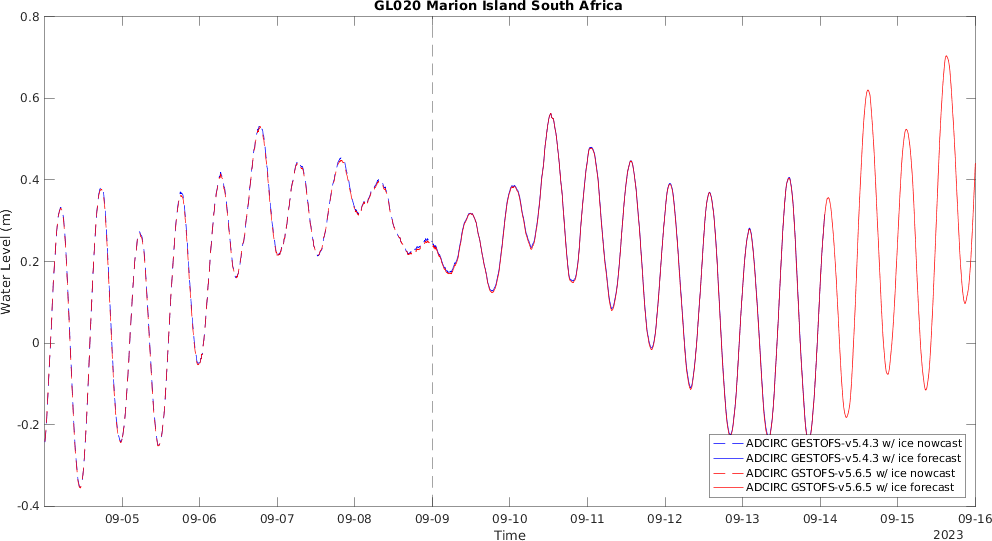 GL020 Marion Island South Africa
Water Level (m)
0.8
0.6
0.4
0.2
0
-0.2
-0.4
ADCIRC GESTOFS-v5.4.3 w/ ice nowcast
ADCIRC GESTOFS-v5.4.3 w/ ice forecast
ADCIRC GSTOFS-v5.6.5 w/ ice nowcast
ADCIRC GSTOFS-v5.6.5 w/ ice forecast
09-05 09-06 09-07 09-08 09-09 09-10 09-11 09-12 09-13 09-14 09-15 09-16
Time
2023